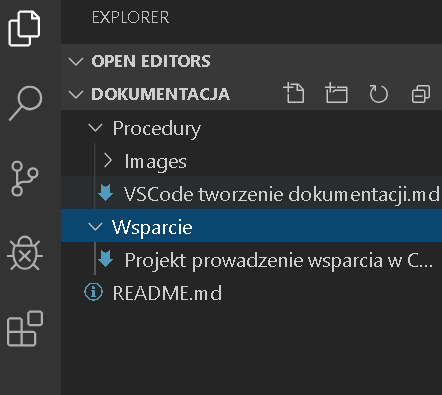 EXPLORER
OPEN EDITORS
DOKUMENTACJA
Procedury
Images
VSCode tworzenie dokumentacji.md
Wsparcie
Projekt prowadzenie wsparcia w C...
README.md